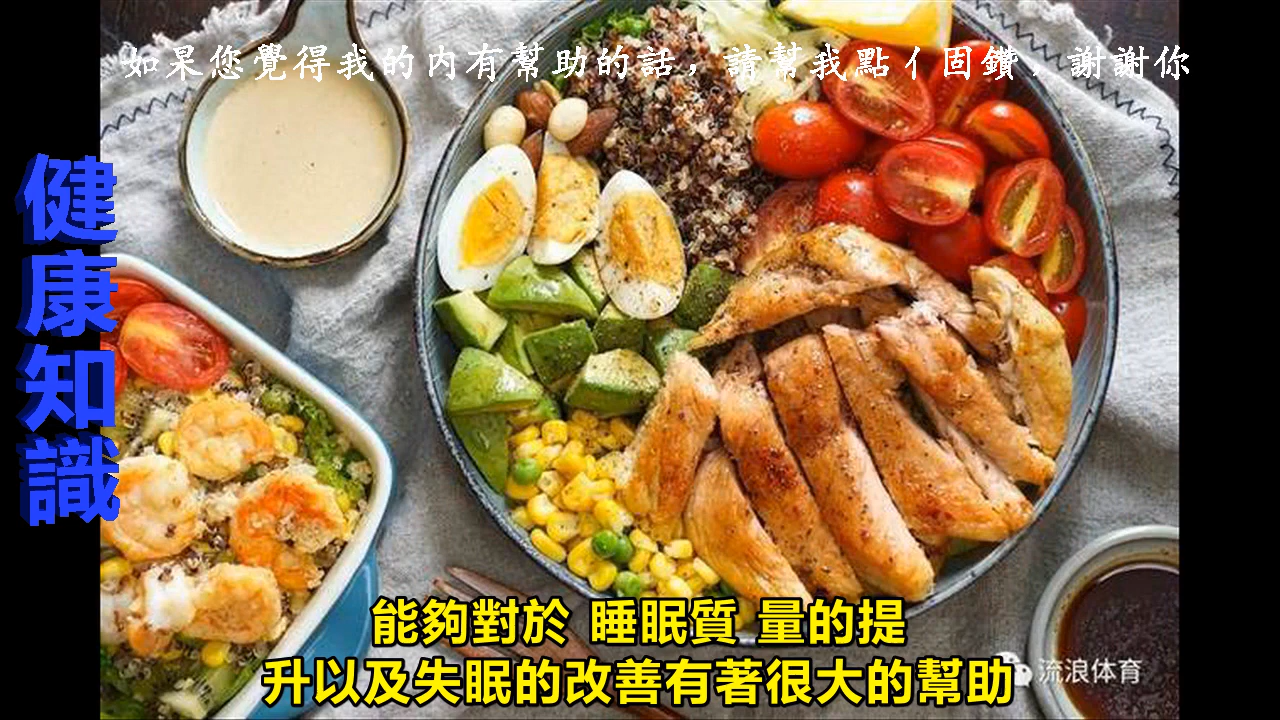 如果您覺得我的内有幫助的話，請幫我點亻固鑽，謝謝你
健康知識
能夠對於 睡眠質 量的提
升以及失眠的改善有著很大的幫助
流浪体育